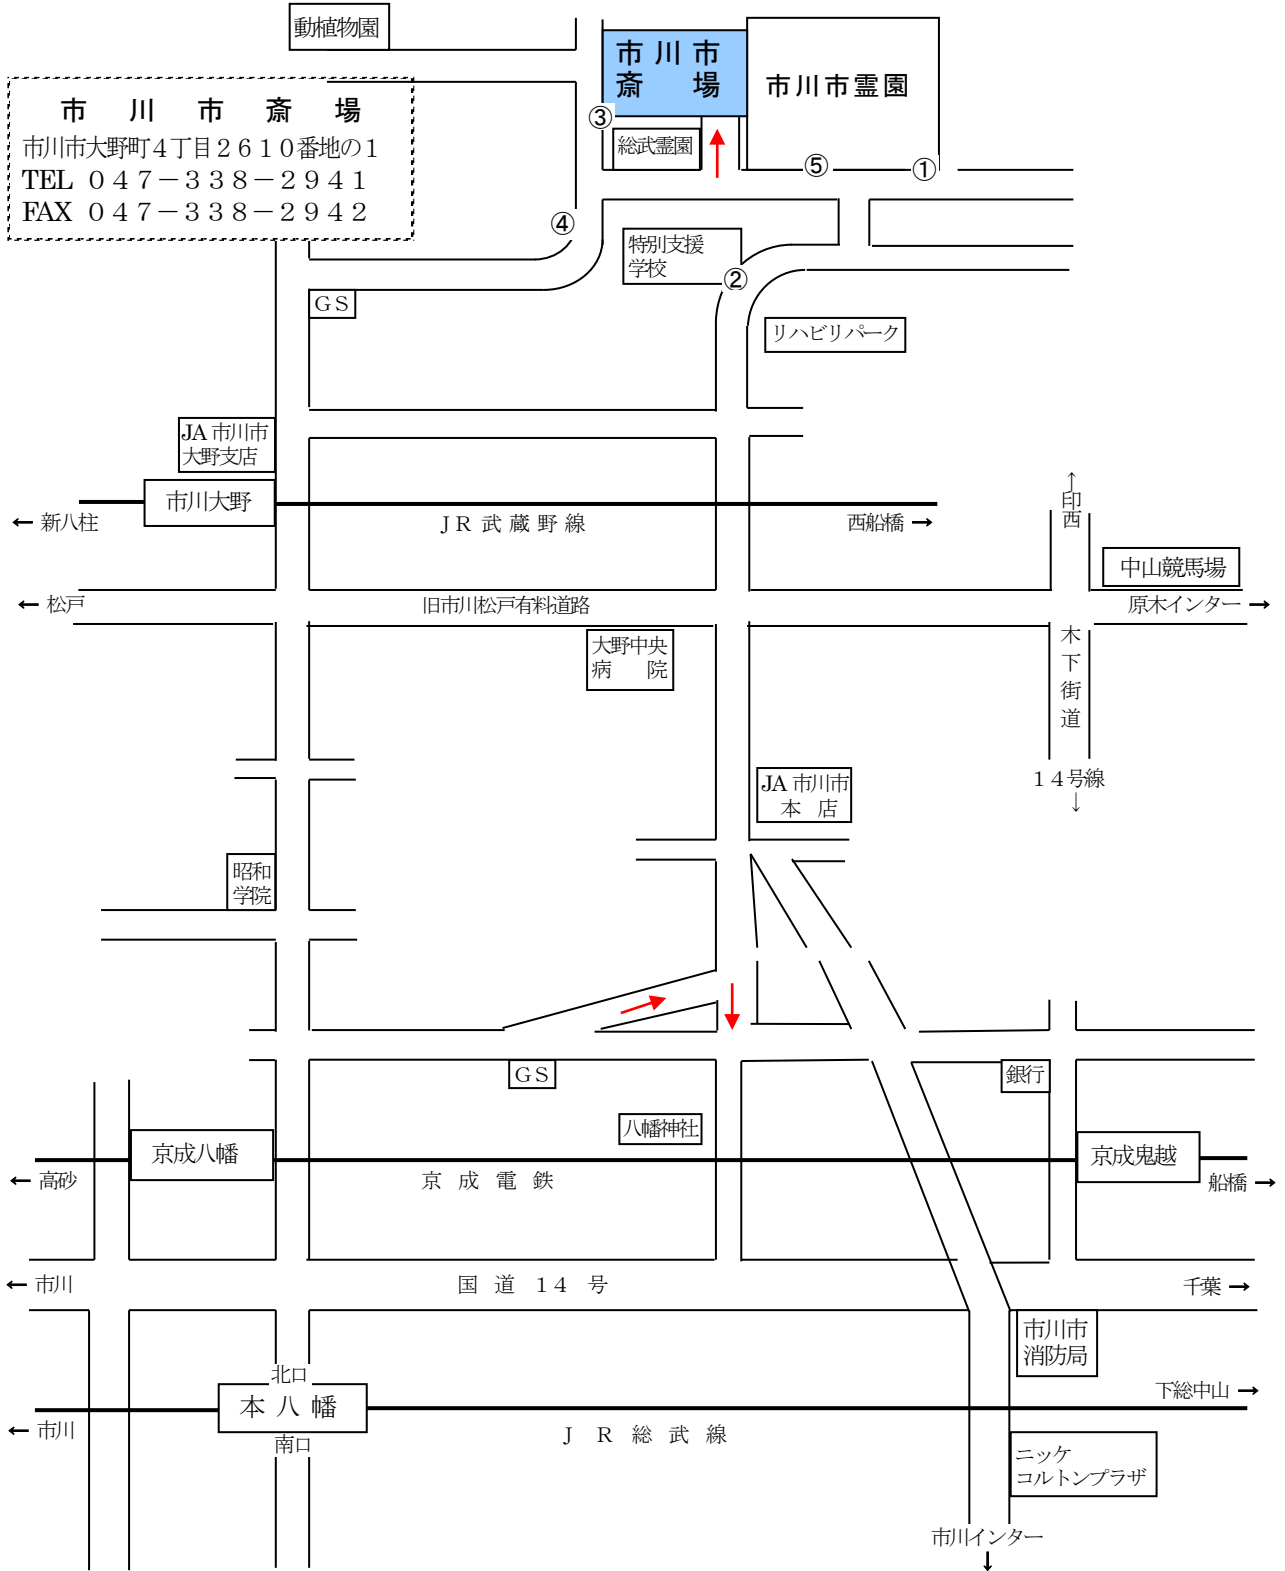 動植物園
市川市
斎　場
市川市霊園
市　川　市　斎　場
市川市大野町４丁目２６１０番地の１
TEL ０４７－３３８－２９４１
FAX ０４７－３３８－２９４２
③
総武霊園
⑤
①
④
特別支援
学校
②
ＧＳ
リハビリパーク
JA 市川市
大野支店
市川大野
← 新八柱
ＪＲ武蔵野線
西船橋 →
←印西
中山競馬場
← 松戸
旧市川松戸有料道路
原木インター →
大野中央
病　院
木下街道
１４号線
↓
JA 市川市
本　店
昭和
学院
ＧＳ
銀行
八幡神社
京成八幡
京成鬼越
← 高砂
京成電鉄
船橋 →
← 市川
国道１４号
千葉 →
市川市
消防局
北口
本八幡
南口
下総中山 →
← 市川
ＪＲ総武線
ニッケ
コルトンプラザ
市川インター
↓